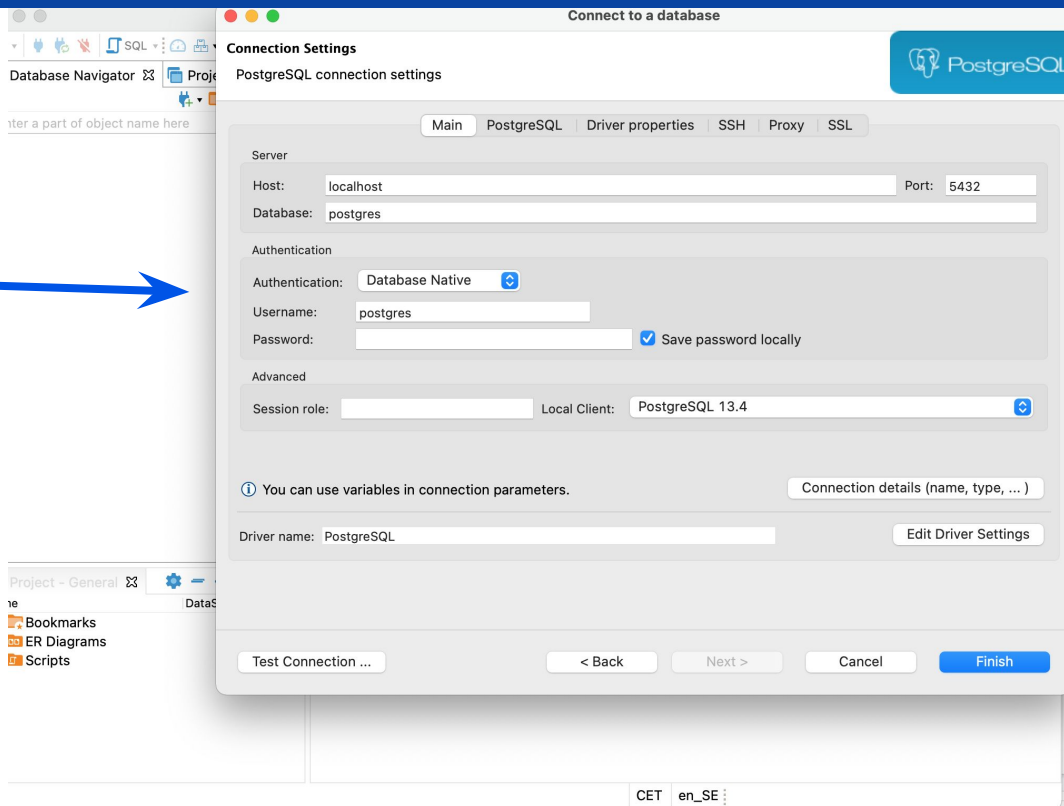 Connect to a database
SQL
Connection Settings
PostgreSQL connection settings
PostgreSQL
Database Navigator
enter a part of object name here
Main PostgreSQL Driver properties SSH Proxy SSL
Server
Host: localhost Port: 5432
Database: postgres
Authentication
Authentication: Database Native
Username: postgres
Password: Save password locally
Advanced
Session role: Local Client: PostgreSQL 13.4
You can use variables in connection parameters. Connection details (name, type, ... )
Driver name: PostgreSQL Edit Driver Settings
Project - General
Bookmarks
ER Diagrams
Scripts
Test Connection ... < Back Next > Cancel Finish
CET en_SE